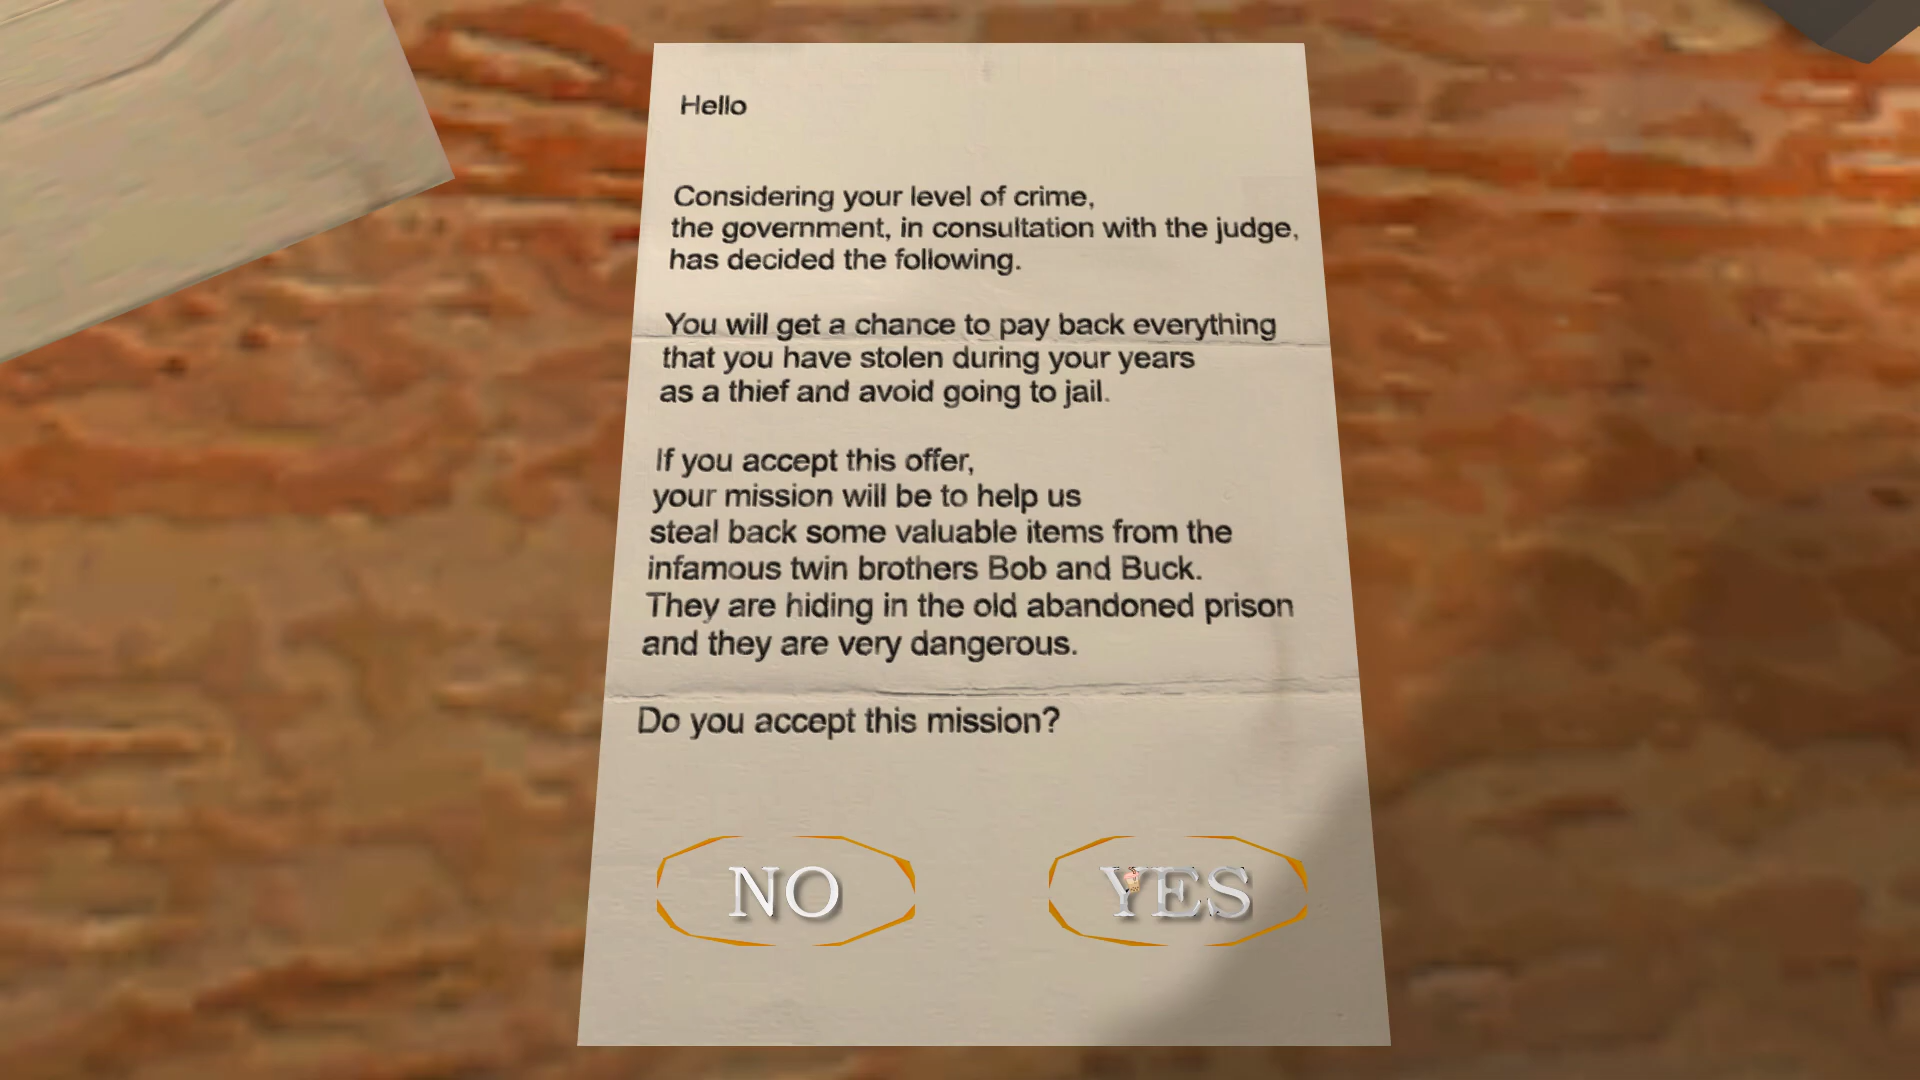 Hello
Considering your level of crime,
the government, in consultation with the judge,
has decided the following.
You will get a chance to pay back everything
that you have stolen during your years
as a thief and avoid going to jail.
If you accept this offer,
your mission will be to help us
steal back some valuable items from the
infamous twin brothers Bob and Buck.
They are hiding in the old abandoned prison
and they are very dangerous.
Do you accept this mission?
NO YES